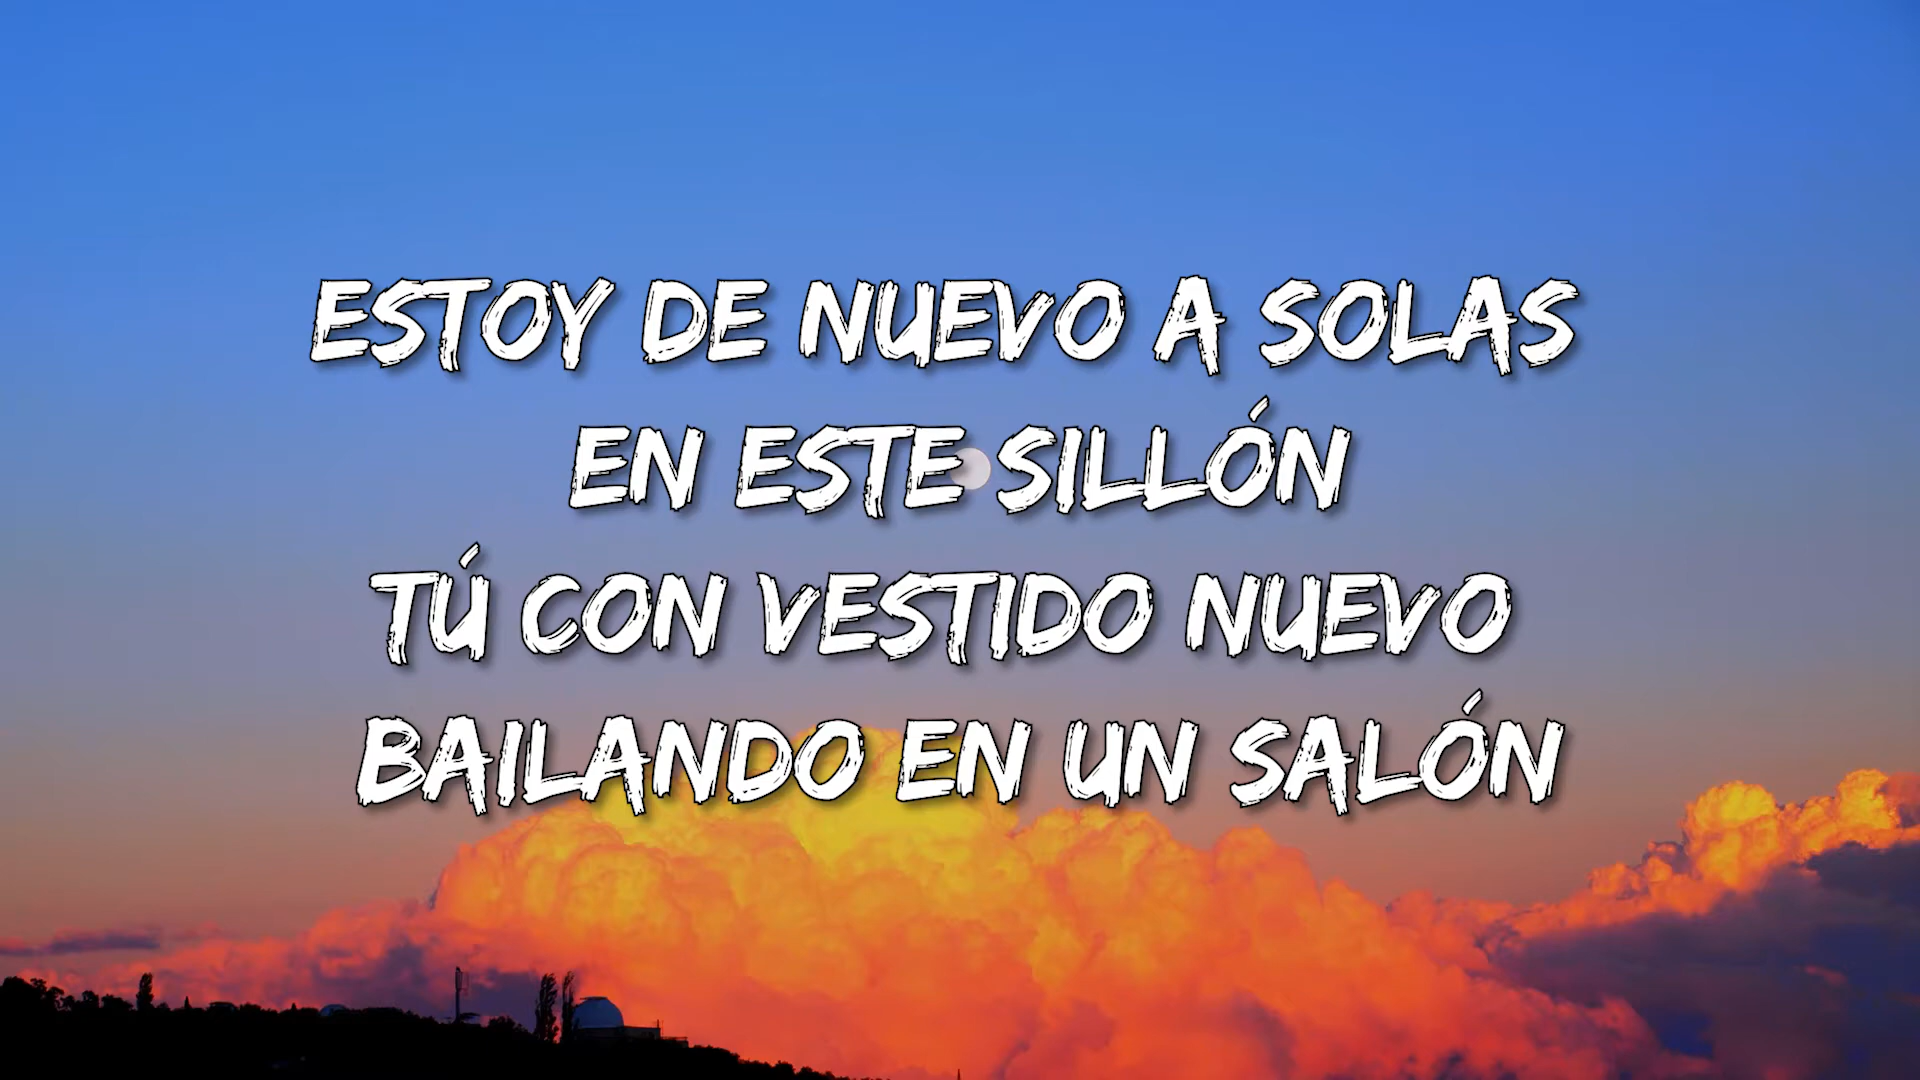 ESTOY DE NUEVO A SOLAS
EN ESTE SILLÓN
TÚ CON VESTIDO NUEVO
BAILANDO EN UN SALÓN